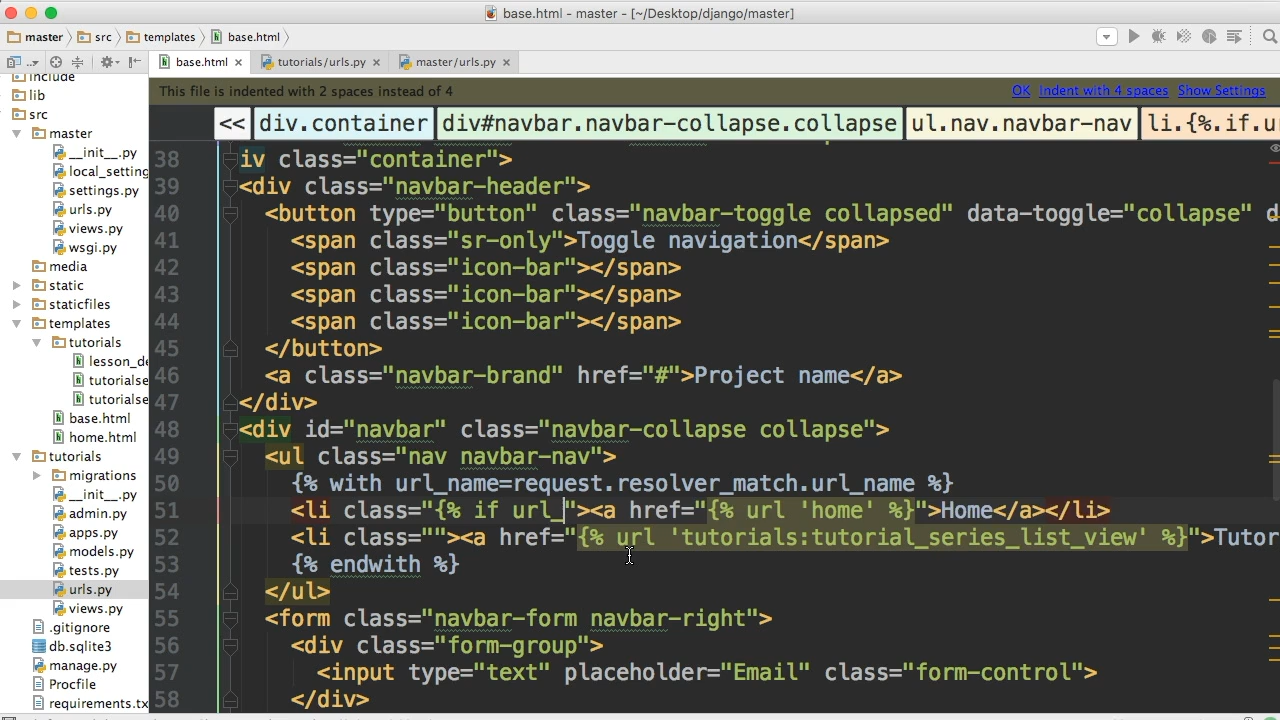 base.html - master - [~/Desktop/django/master]
master src templates base.html
base.html tutorials/urls.py master/urls.py
This file is indented with 2 spaces instead of 4 OK Indent with 4 spaces Show Settings
<< div.container div#navbar.navbar-collapse.collapse ul.nav.navbar-nav li.{%.if.ur
include
lib
src
master
__init__.py
local_setting
settings.py
urls.py
views.py
wsgi.py
media
static
staticfiles
templates
tutorials
lesson_de
tutorialse
tutorialse
base.html
home.html
tutorials
migrations
__init__.py
admin.py
apps.py
models.py
tests.py
urls.py
views.py
.gitignore
db.sqlite3
manage.py
Procfile
requirements.tx
38 iv class="container">
39 <div class="navbar-header">
40 <button type="button" class="navbar-toggle collapsed" data-toggle="collapse" d
41 <span class="sr-only">Toggle navigation</span>
42 <span class="icon-bar"></span>
43 <span class="icon-bar"></span>
44 <span class="icon-bar"></span>
45 </button>
46 <a class="navbar-brand" href="#">Project name</a>
47 </div>
48 <div id="navbar" class="navbar-collapse collapse">
49 <ul class="nav navbar-nav">
50 {% with url_name=request.resolver_match.url_name %}
51 <li class="{% if url_"><a href="{% url 'home' %}">Home</a></li>
52 <li class=""><a href="{% url 'tutorials:tutorial_series_list_view' %}">Tutor
53 {% endwith %}
54 </ul>
55 <form class="navbar-form navbar-right">
56 <div class="form-group">
57 <input type="text" placeholder="Email" class="form-control">
58 </div>